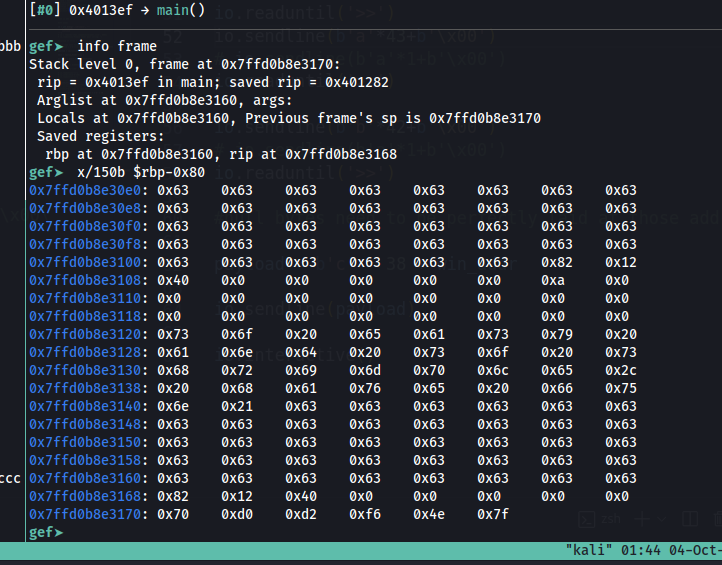 [#0] 0x4013ef → main()
bbb
gef➤ info frame
Stack level 0, frame at 0x7ffd0b8e3170:
rip = 0x4013ef in main; saved rip = 0x401282
Arglist at 0x7ffd0b8e3160, args:
Locals at 0x7ffd0b8e3160, Previous frame's sp is 0x7ffd0b8e3170
Saved registers:
rbp at 0x7ffd0b8e3160, rip at 0x7ffd0b8e3168
gef➤ x/150b $rbp-0x80
0x7ffd0b8e30e0: 0x63 0x63 0x63 0x63 0x63 0x63 0x63 0x63
0x7ffd0b8e30e8: 0x63 0x63 0x63 0x63 0x63 0x63 0x63 0x63
0x7ffd0b8e30f0: 0x63 0x63 0x63 0x63 0x63 0x63 0x63 0x63
0x7ffd0b8e30f8: 0x63 0x63 0x63 0x63 0x63 0x63 0x63 0x63
0x7ffd0b8e3100: 0x63 0x63 0x63 0x63 0x63 0x63 0x82 0x12
0x7ffd0b8e3108: 0x40 0x0 0x0 0x0 0x0 0x0 0xa 0x0
0x7ffd0b8e3110: 0x0 0x0 0x0 0x0 0x0 0x0 0x0 0x0
0x7ffd0b8e3118: 0x0 0x0 0x0 0x0 0x0 0x0 0x0 0x0
0x7ffd0b8e3120: 0x73 0x6f 0x20 0x65 0x61 0x73 0x79 0x20
0x7ffd0b8e3128: 0x61 0x6e 0x64 0x20 0x73 0x6f 0x20 0x73
0x7ffd0b8e3130: 0x68 0x72 0x69 0x6d 0x70 0x6c 0x65 0x2c
0x7ffd0b8e3138: 0x20 0x68 0x61 0x76 0x65 0x20 0x66 0x75
0x7ffd0b8e3140: 0x6e 0x21 0x63 0x63 0x63 0x63 0x63 0x63
0x7ffd0b8e3148: 0x63 0x63 0x63 0x63 0x63 0x63 0x63 0x63
0x7ffd0b8e3150: 0x63 0x63 0x63 0x63 0x63 0x63 0x63 0x63
0x7ffd0b8e3158: 0x63 0x63 0x63 0x63 0x63 0x63 0x63 0x63
ccc
0x7ffd0b8e3160: 0x63 0x63 0x63 0x63 0x63 0x63 0x63 0x63
0x7ffd0b8e3168: 0x82 0x12 0x40 0x0 0x0 0x0 0x0 0x0
0x7ffd0b8e3170: 0x70 0xd0 0xd2 0xf6 0x4e 0x7f
gef➤
"kali" 01:44 04-Oct-